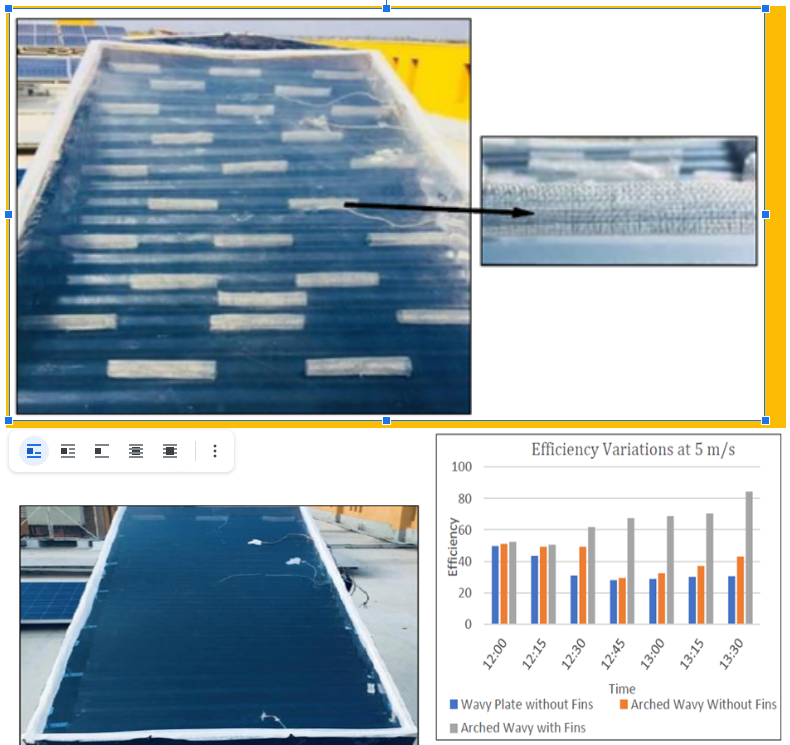 Efficiency Variations at 5 m/s
100
80
60
40
20
0
Efficiency
12:00 12:15 12:30 12:45 13:00 13:15 13:30
Time
Wavy Plate without Fins Arched Wavy Without Fins
Arched Wavy with Fins